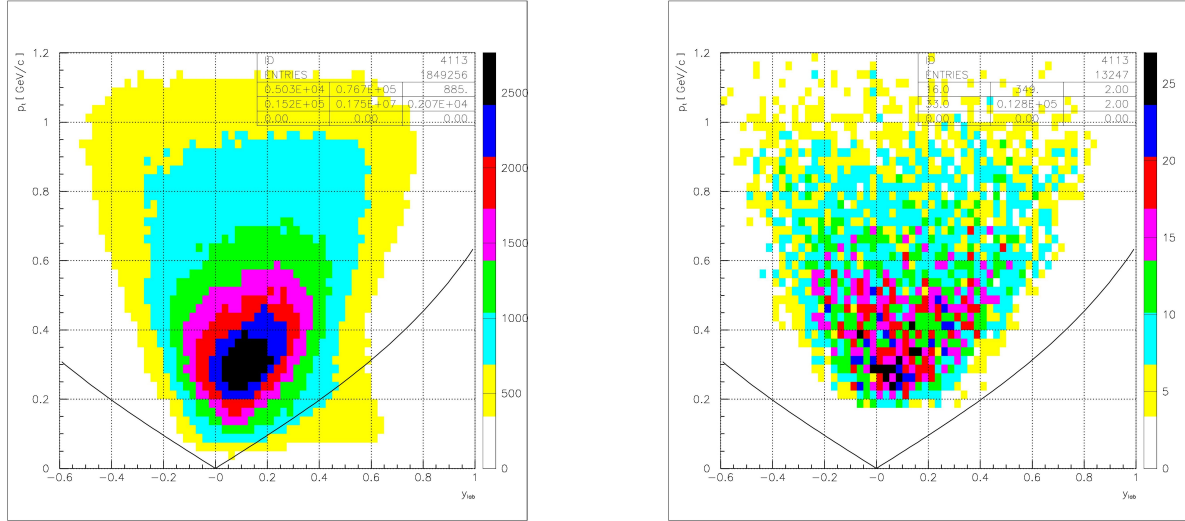 p_t [ GeV/c ]
1.2
1
0.8
0.6
0.4
0.2
0
ID 4113
ENTRIES 1849256
0.503E+04 0.767E+05 885.
0.152E+05 0.175E+07 0.207E+04
0.00 0.00 0.00
2500
2000
1500
1000
500
0
−0.6 −0.4 −0.2 −0 0.2 0.4 0.6 0.8 1
y_lab
p_t [ GeV/c ]
1.2
1
0.8
0.6
0.4
0.2
0
ID 4113
ENTRIES 13247
16.0 349. 2.00
33.0 0.128E+05 2.00
0.00 0.00 0.00
25
20
15
10
5
0
−0.6 −0.4 −0.2 −0 0.2 0.4 0.6 0.8 1
y_lab